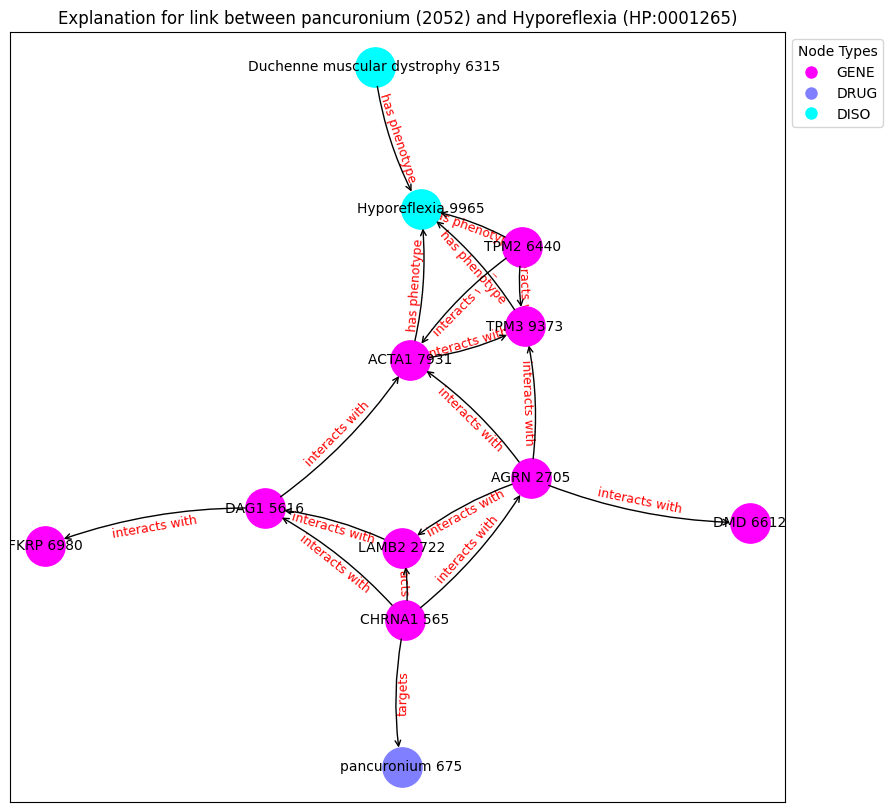 Explanation for link between pancuronium (2052) and Hyporeflexia (HP:0001265)
Node Types
GENE
DRUG
DISO
Duchenne muscular dystrophy 6315
has phenotype
Hyporeflexia 9965
has phenotype
TPM2 6440
has phenotype
has phenotype
interacts
TPM3 9373
interacts with
ACTA1 7931
interacts with
interacts with
interacts with
AGRN 2705
interacts with
DAG1 5616
interacts with
interacts with
interacts with
DMD 6612
FKRP 6980
LAMB2 2722
interacts with
interacts with
CHRNA1 565
targets
pancuronium 675